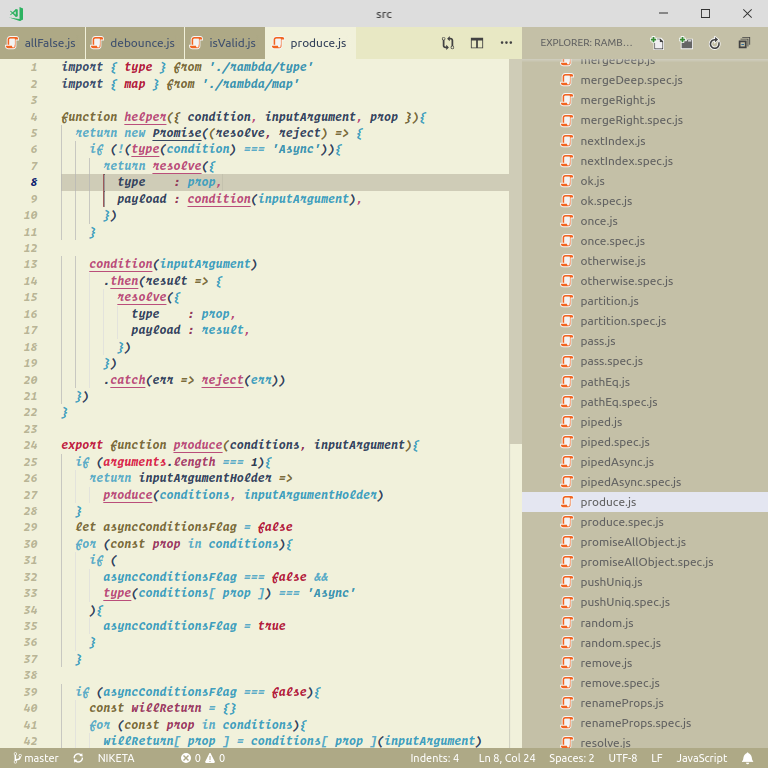 src
allFalse.js debounce.js isValid.js produce.js
EXPLORER: RAMB...
1 import { type } from './rambda/type'
2 import { map } from './rambda/map'
3
4 function helper({ condition, inputArgument, prop }){
5 return new Promise((resolve, reject) => {
6 if (!(type(condition) === 'Async')){
7 return resolve({
8 type : prop,
9 payload : condition(inputArgument),
10 })
11 }
12
13 condition(inputArgument)
14 .then(result => {
15 resolve({
16 type : prop,
17 payload : result,
18 })
19 })
20 .catch(err => reject(err))
21 })
22 }
23
24 export function produce(conditions, inputArgument){
25 if (arguments.length === 1){
26 return inputArgumentHolder =>
27 produce(conditions, inputArgumentHolder)
28 }
29 let asyncConditionsFlag = false
30 for (const prop in conditions){
31 if (
32 asyncConditionsFlag === false &&
33 type(conditions[ prop ]) === 'Async'
34 ){
35 asyncConditionsFlag = true
36 }
37 }
38
39 if (asyncConditionsFlag === false){
40 const willReturn = {}
41 for (const prop in conditions){
42 willReturn[ prop ] = conditions[ prop ](inputArgument)
mergeDeep.js
mergeDeep.spec.js
mergeRight.js
mergeRight.spec.js
nextIndex.js
nextIndex.spec.js
ok.js
ok.spec.js
once.js
once.spec.js
otherwise.js
otherwise.spec.js
partition.js
partition.spec.js
pass.js
pass.spec.js
pathEq.js
pathEq.spec.js
piped.js
piped.spec.js
pipedAsync.js
pipedAsync.spec.js
produce.js
produce.spec.js
promiseAllObject.js
promiseAllObject.spec.js
pushUniq.js
pushUniq.spec.js
random.js
random.spec.js
remove.js
remove.spec.js
renameProps.js
renameProps.spec.js
resolve.js
master NIKETA 0 0 Indents: 4 Ln 8, Col 24 Spaces: 2 UTF-8 LF JavaScript